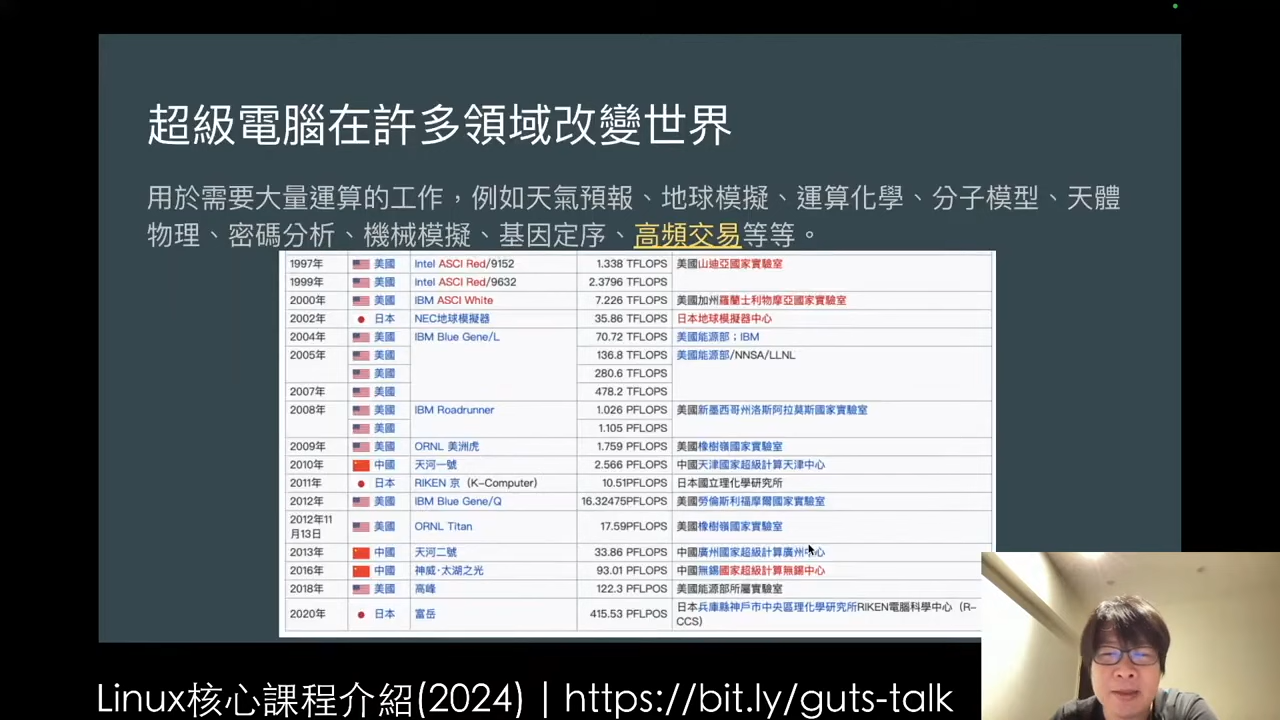 超級電腦在許多領域改變世界
用於需要大量運算的工作，例如天氣預報、地球模擬、運算化學、分子模型、天體
物理、密碼分析、機械模擬、基因定序、高頻交易等等。
1997年 美國 Intel ASCI Red/9152 1.338 TFLOPS 美國山迪亞國家實驗室
1999年 美國 Intel ASCI Red/9632 2.3796 TFLOPS
2000年 美國 IBM ASCI White 7.226 TFLOPS 美國加州羅蘭士利物摩亞國家實驗室
2002年 日本 NEC地球模擬器 35.86 TFLOPS 日本地球模擬器中心
2004年 美國 IBM Blue Gene/L 70.72 TFLOPS 美國能源部；IBM
2005年 美國 136.8 TFLOPS 美國能源部/NNSA/LLNL
美國 280.6 TFLOPS
2007年 美國 478.2 TFLOPS
2008年 美國 IBM Roadrunner 1.026 PFLOPS 美國新墨西哥州洛斯阿拉莫斯國家實驗室
美國 1.105 PFLOPS
2009年 美國 ORNL 美洲虎 1.759 PFLOPS 美國橡樹嶺國家實驗室
2010年 中國 天河一號 2.566 PFLOPS 中國天津國家超級計算天津中心
2011年 日本 RIKEN 京（K-Computer) 10.51PFLOPS 日本國立理化學研究所
2012年 美國 IBM Blue Gene/Q 16.32475PFLOPS 美國勞倫斯利福摩爾國家實驗室
2012年11
月13日 美國 ORNL Titan 17.59PFLOPS 美國橡樹嶺國家實驗室
2013年 中國 天河二號 33.86 PFLOPS 中國廣州國家超級計算廣州中心
2016年 中國 神威·太湖之光 93.01 PFLOPS 中國無錫國家超級計算無錫中心
2018年 美國 高峰 122.3 PFLPOS 美國能源部所屬實驗室
2020年 日本 富岳 415.53 PFLPOS 日本兵庫縣神戶市中央區理化學研究所RIKEN電腦科學中心（R-
CCS)
Linux核心課程介紹(2024) | https://bit.ly/guts-talk